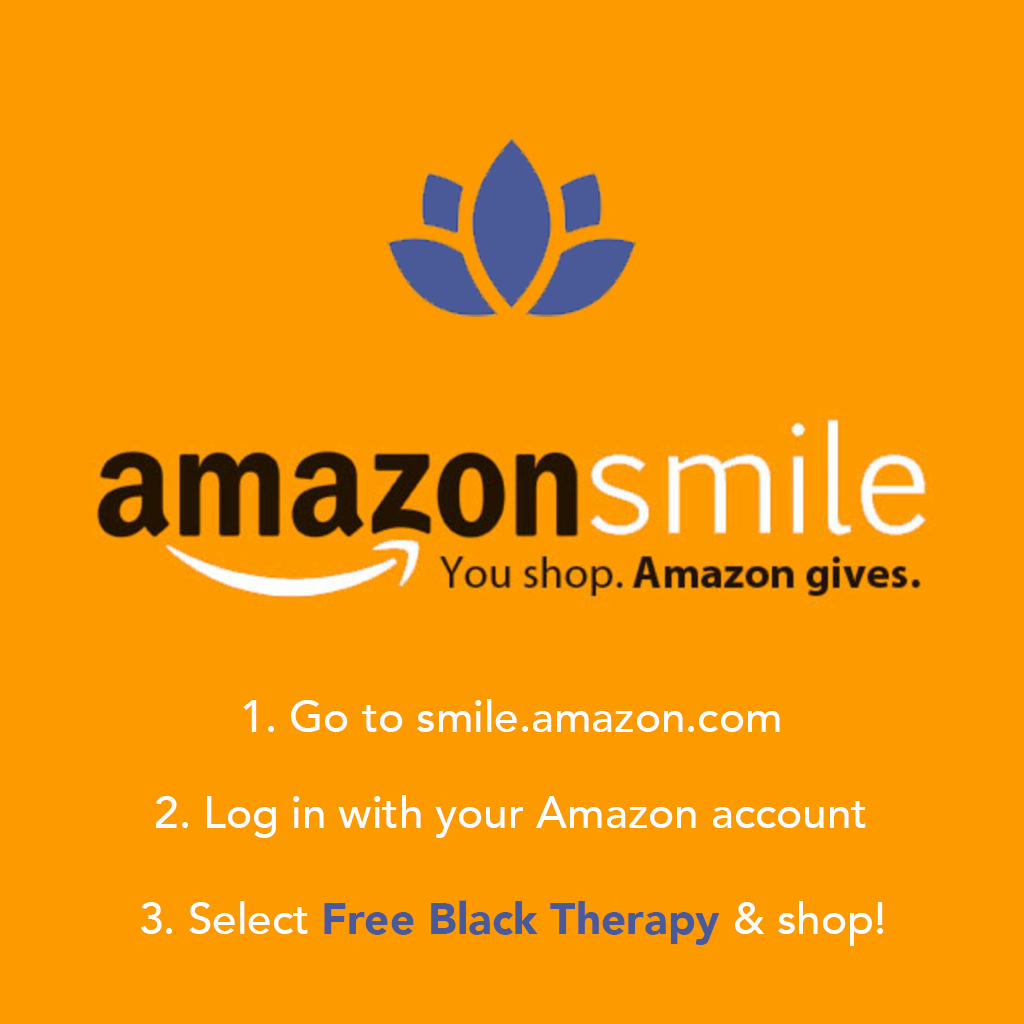 amazonsmile
You shop. Amazon gives.
1. Go to smile.amazon.com
2. Log in with your Amazon account
3. Select Free Black Therapy & shop!